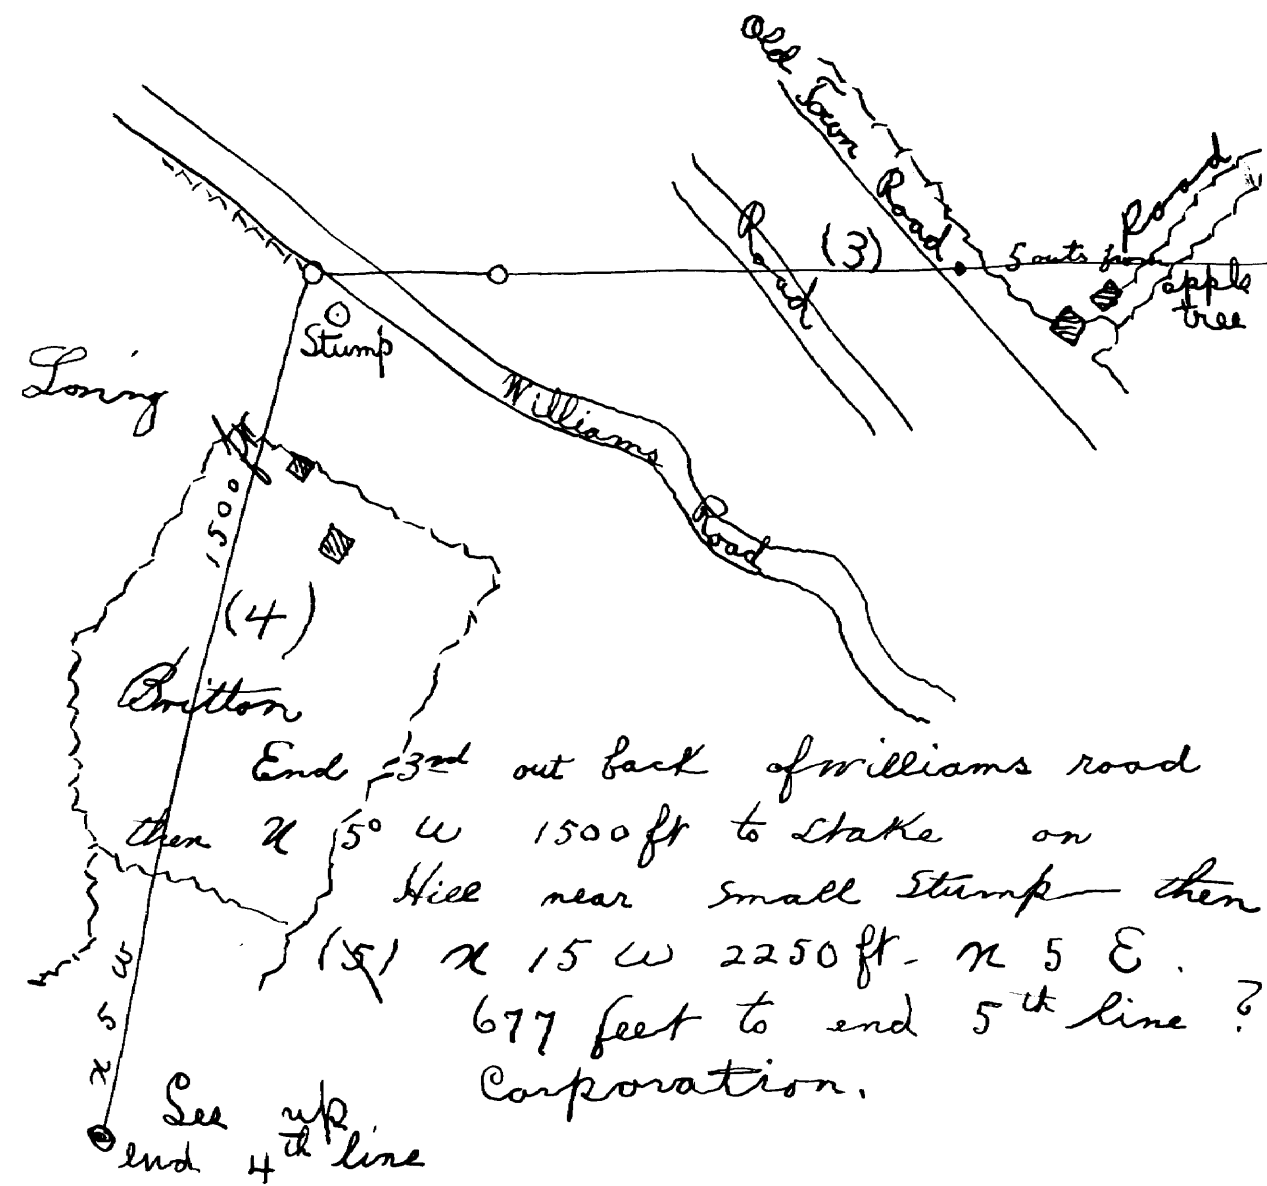 Old Town Road
Road
Road
(3)
5 outs from
apple
tree
Stump
Loring
Williams Road
1500
(4)
Britton
End 3rd out back of Williams road
then N 5° W 1500 ft to Stake on
Hill near small Stump then
(5) N 15 W 2250 ft - N 5 E.
677 feet to end 5th line ?
Corporation.
N 5 W
See up
end 4th line